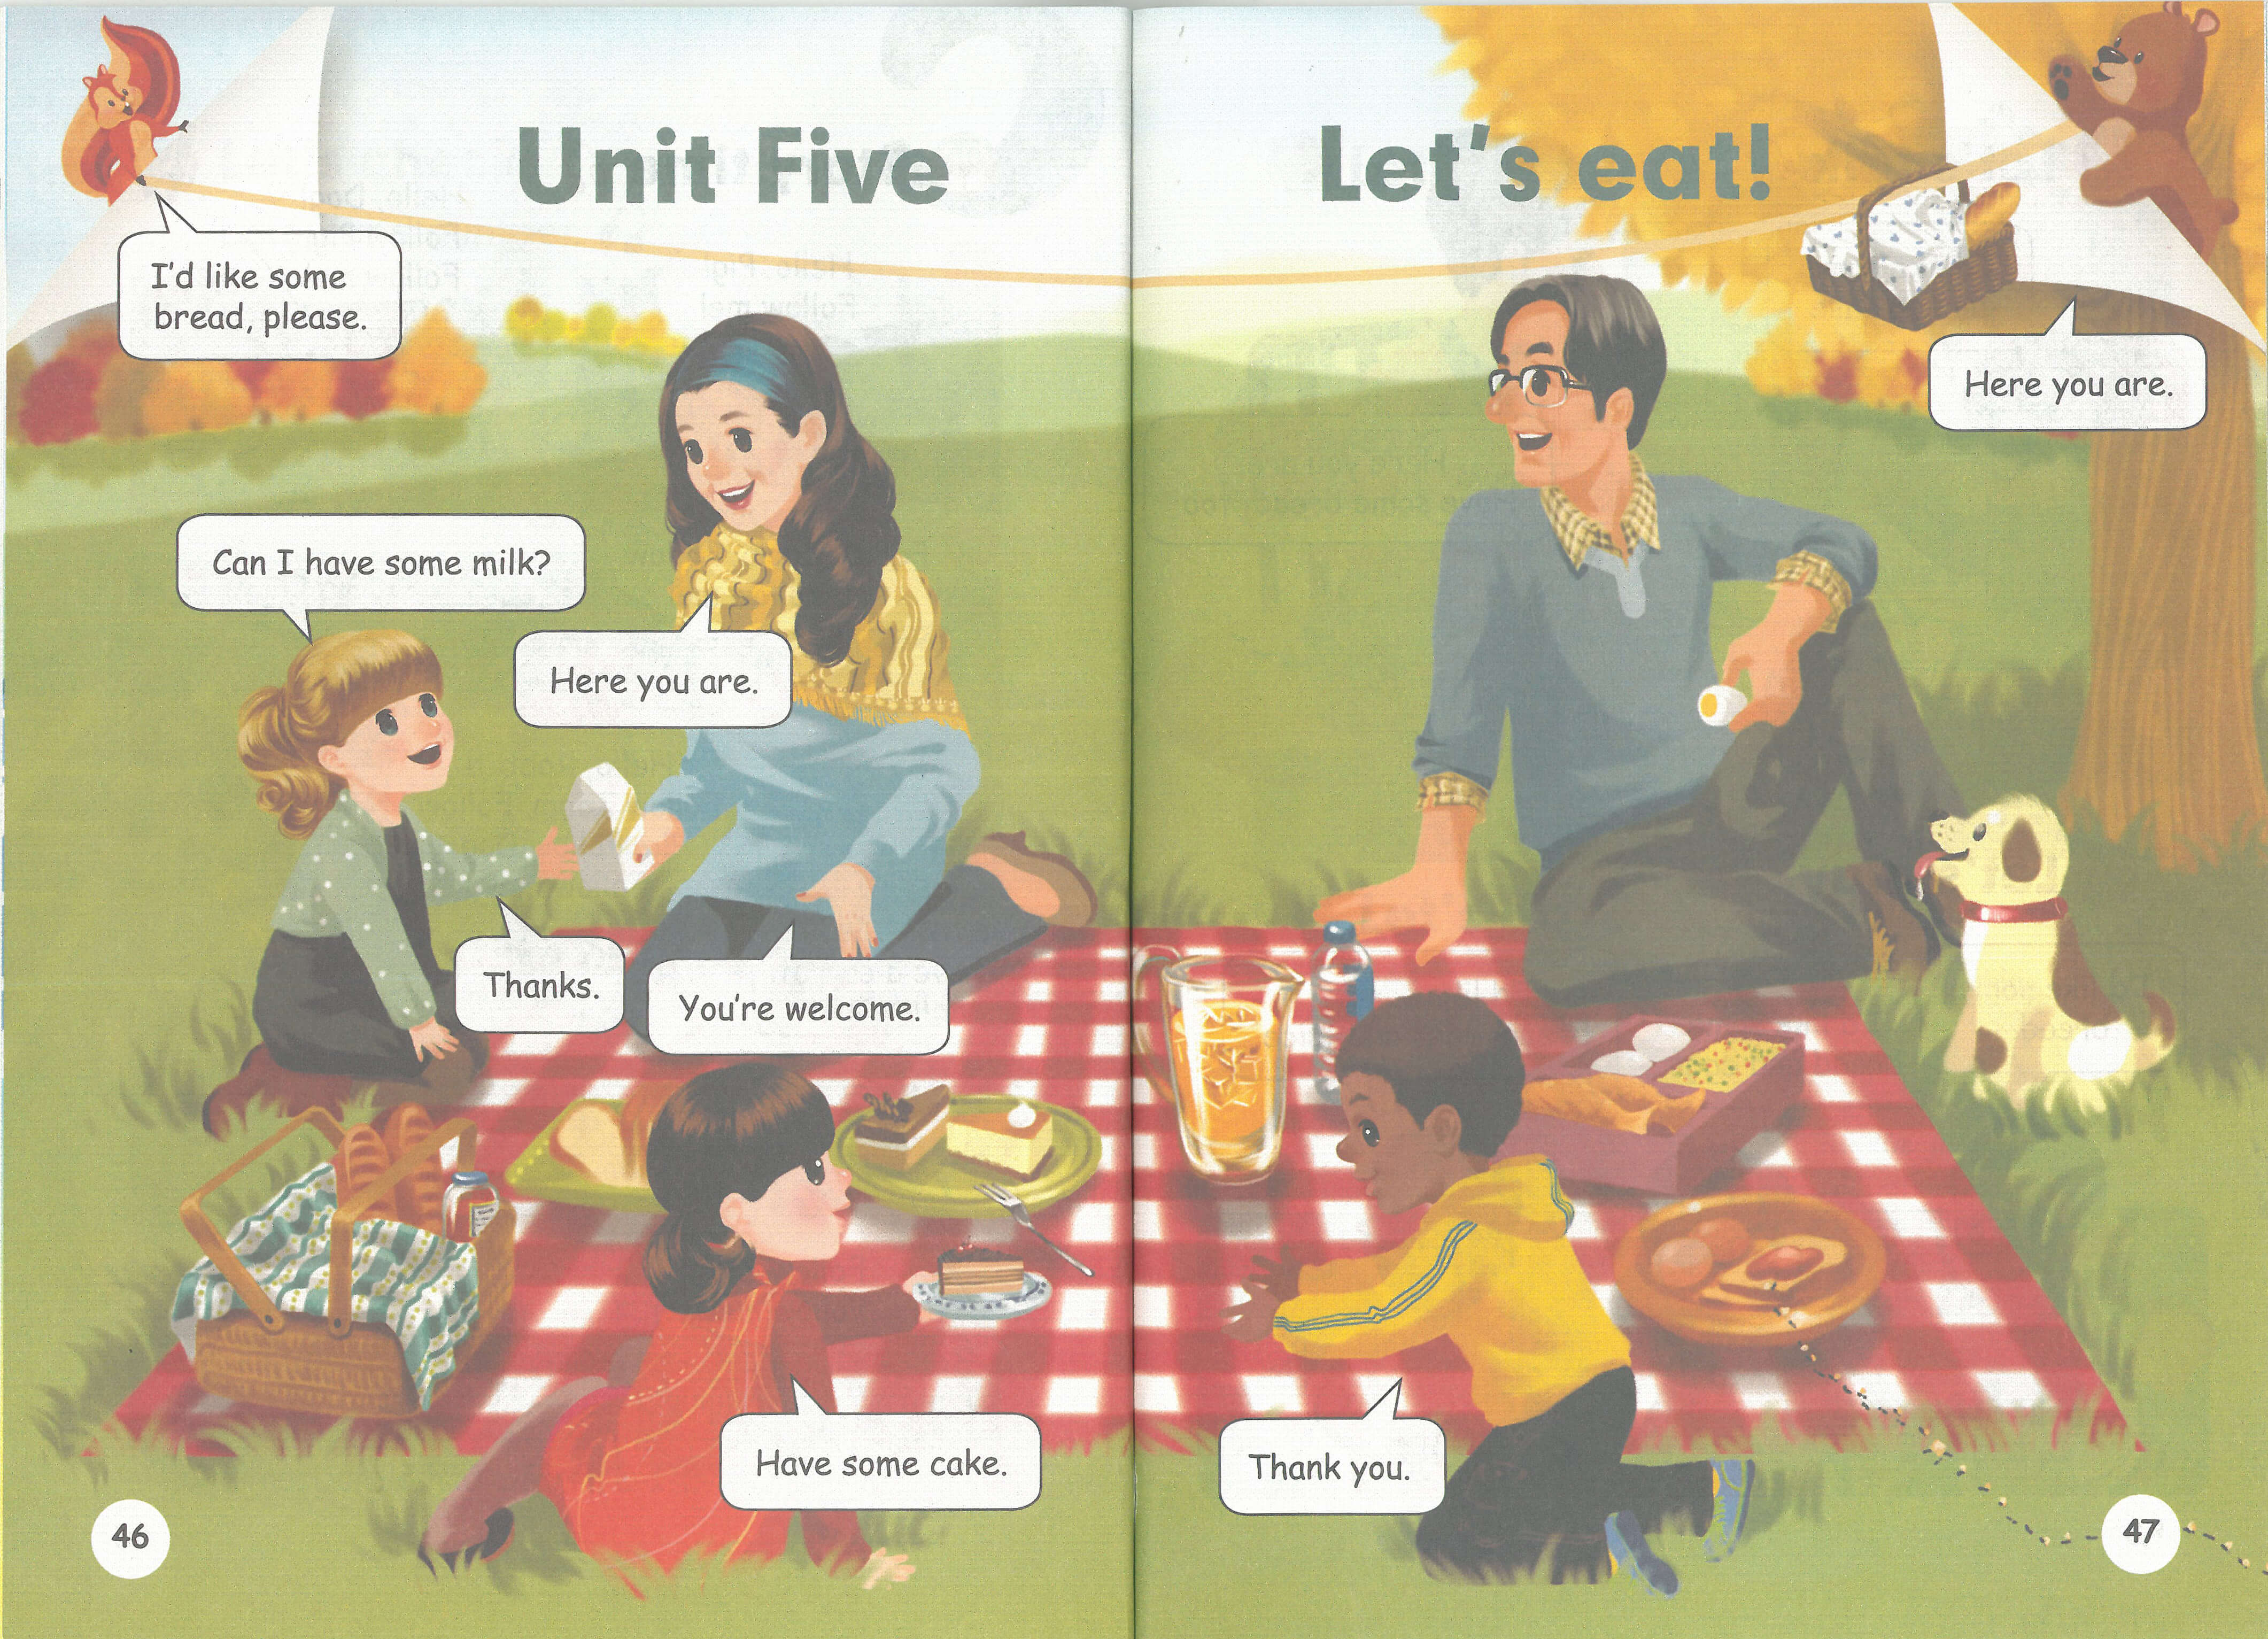 Unit Five
Let's eat!
I'd like some
bread, please.
Here you are.
Can I have some milk?
Here you are.
Thanks.
You're welcome.
Have some cake.
Thank you.
46
47